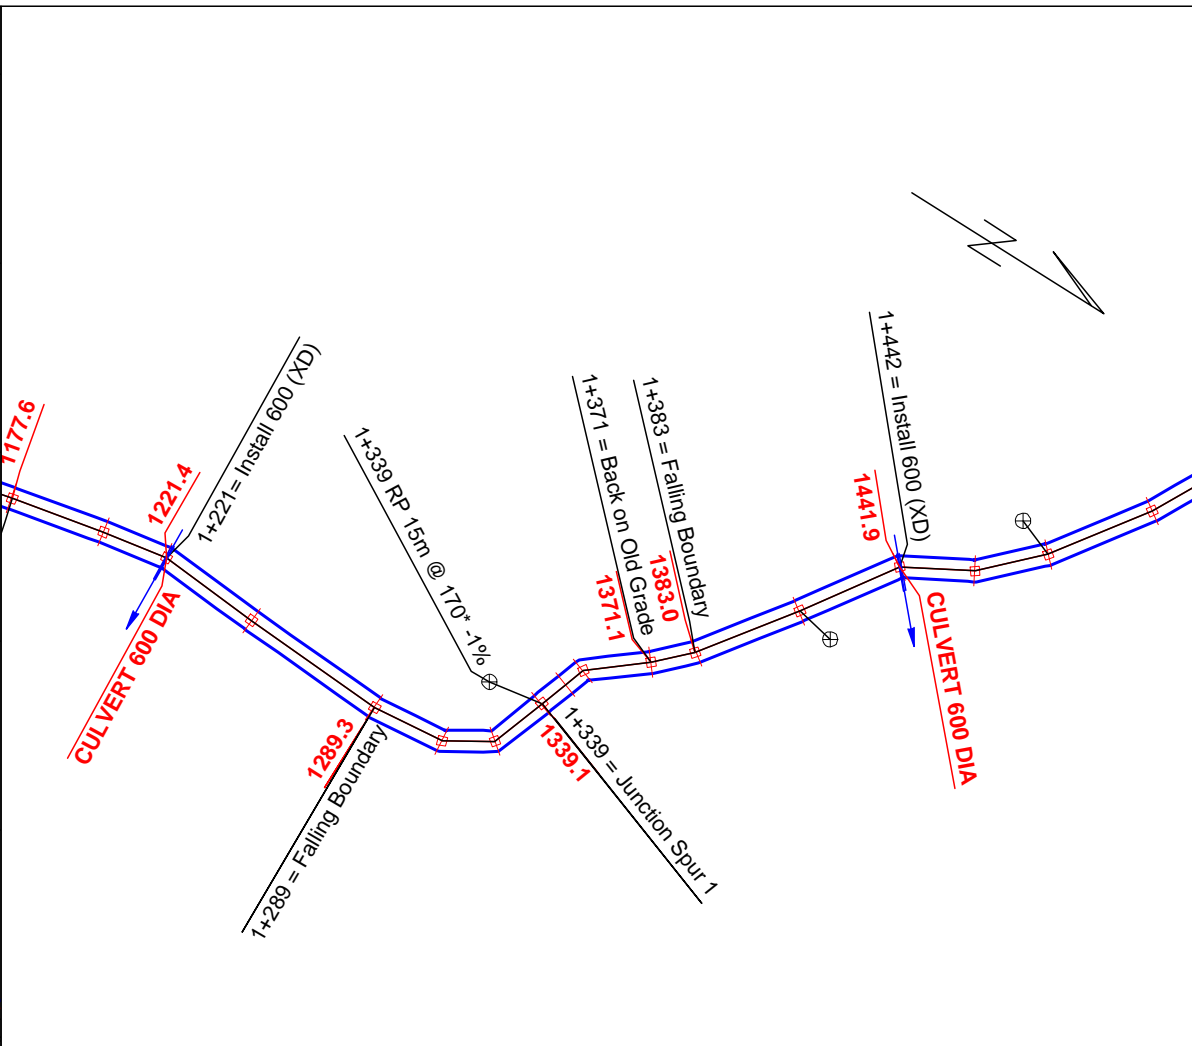 1177.6
1221.4
1+221= Install 600 (XD)
CULVERT 600 DIA
1289.3
1+289 = Falling Boundary
1+339 RP 15m @ 170* -1%
1339.1
1+339 = Junction Spur 1
1+371 = Back on Old Grade
1371.1
1+383 = Falling Boundary
1383.0
1+442 = Install 600 (XD)
1441.9
CULVERT 600 DIA
N